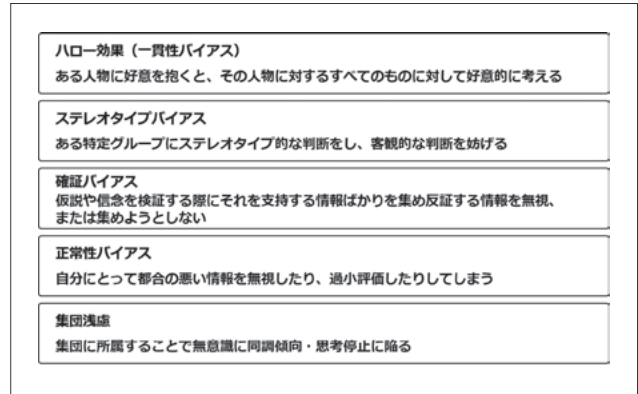 ハロー効果（一貫性バイアス）
ある人物に好意を抱くと、その人物に対するすべてのものに対して好意的に考える
ステレオタイプバイアス
ある特定グループにステレオタイプ的な判断をし、客観的な判断を妨げる
確証バイアス
仮説や信念を検証する際にそれを支持する情報ばかりを集め反証する情報を無視、
または集めようとしない
正常性バイアス
自分にとって都合の悪い情報を無視したり、過小評価したりしてしまう
集団浅慮
集団に所属することで無意識に同調傾向・思考停止に陥る